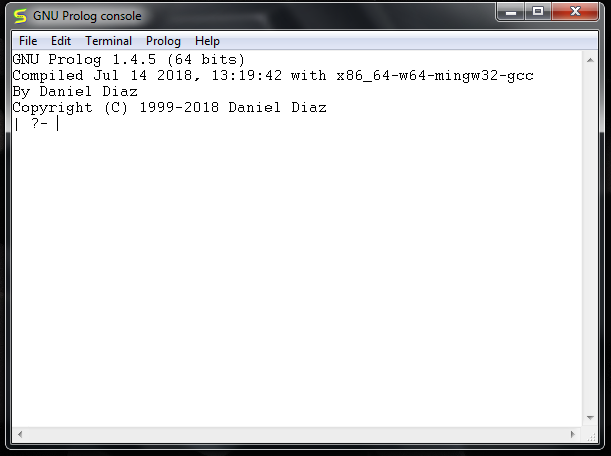 GNU Prolog console
File Edit Terminal Prolog Help
GNU Prolog 1.4.5 (64 bits)
Compiled Jul 14 2018, 13:19:42 with x86_64-w64-mingw32-gcc
By Daniel Diaz
Copyright (C) 1999-2018 Daniel Diaz
| ?-